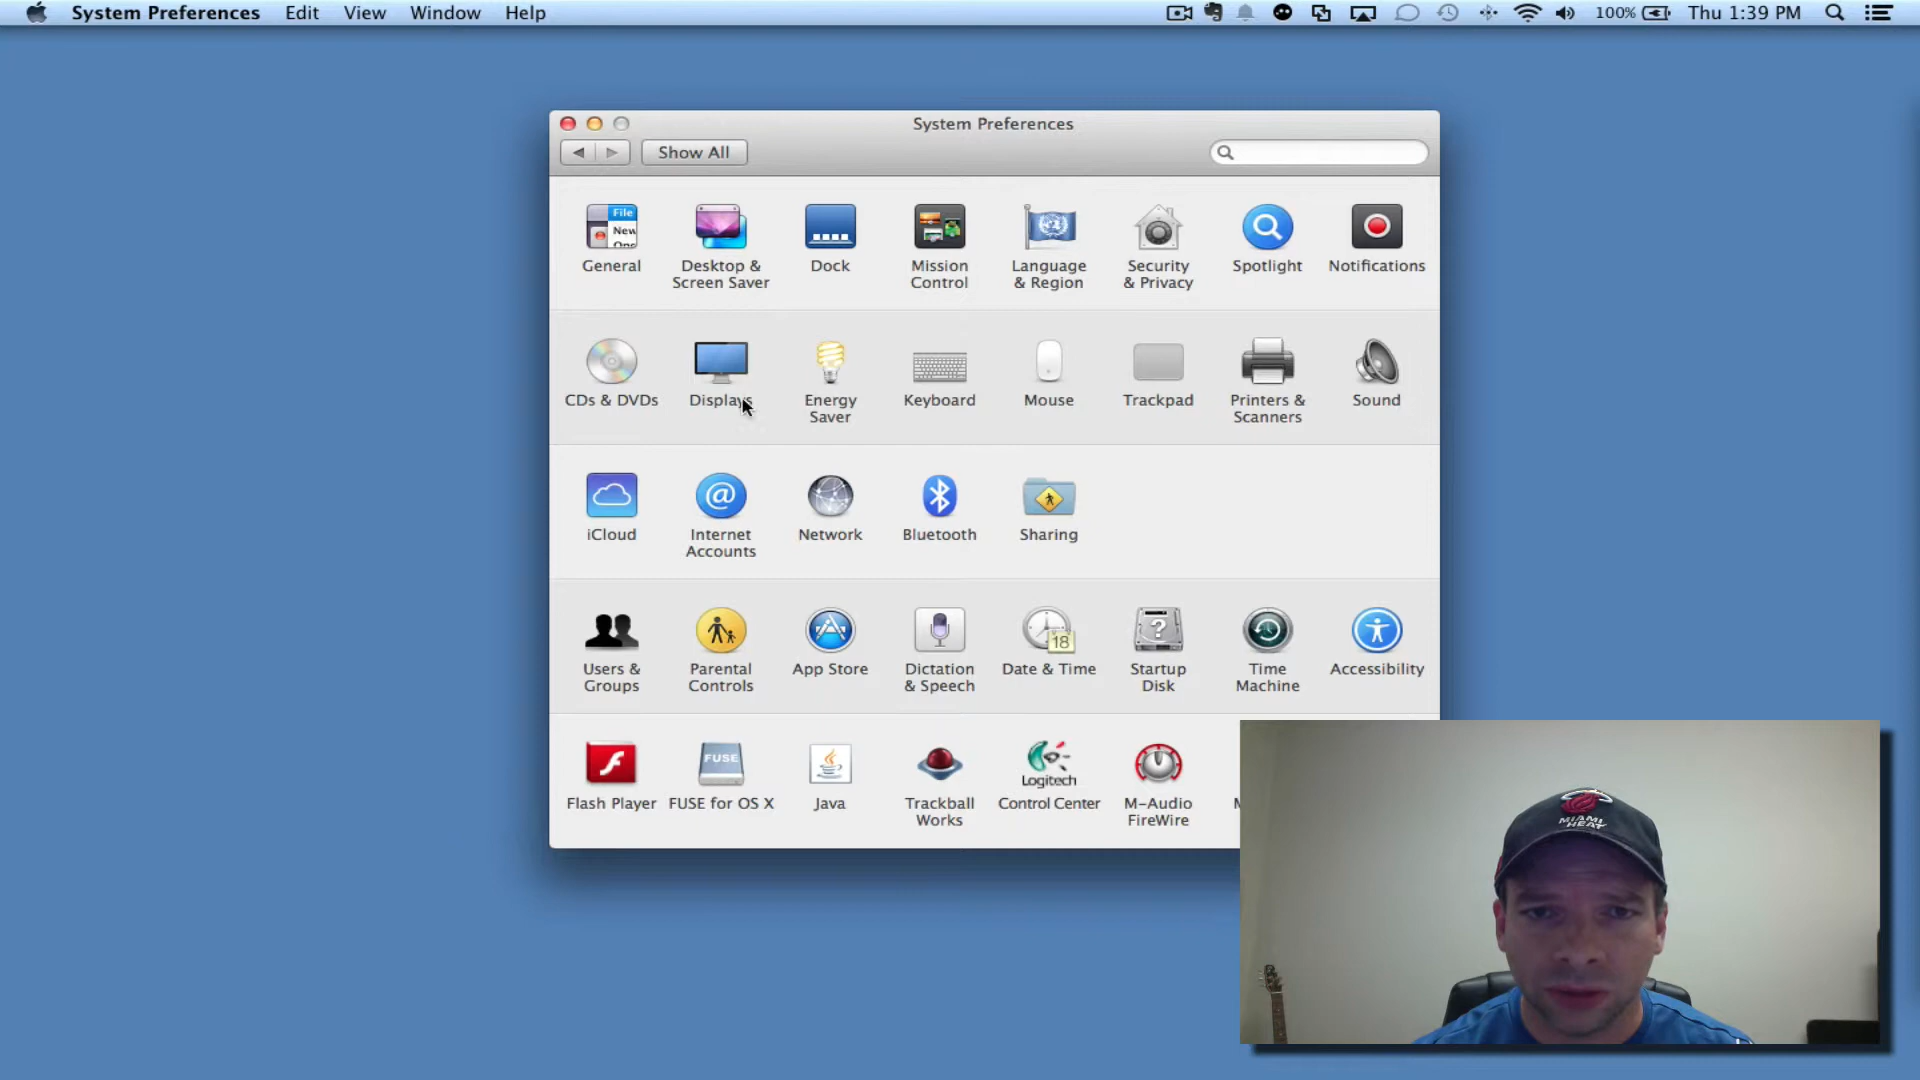 System Preferences Edit View Window Help 100% Thu 1:39 PM
System Preferences
Show All
File
New
General
Desktop &
Screen Saver
Dock
Mission
Control
Language
& Region
Security
& Privacy
Spotlight
Notifications
CDs & DVDs
Displays
Energy
Saver
Keyboard
Mouse
Trackpad
Printers &
Scanners
Sound
@
iCloud
Internet
Accounts
Network
Bluetooth
Sharing
18
?
Users &
Groups
Parental
Controls
App Store
Dictation
& Speech
Date & Time
Startup
Disk
Time
Machine
Accessibility
FUSE
Logitech
Flash Player
FUSE for OS X
Java
Trackball
Works
Control Center
M-Audio
FireWire
MIAMI
HEAT